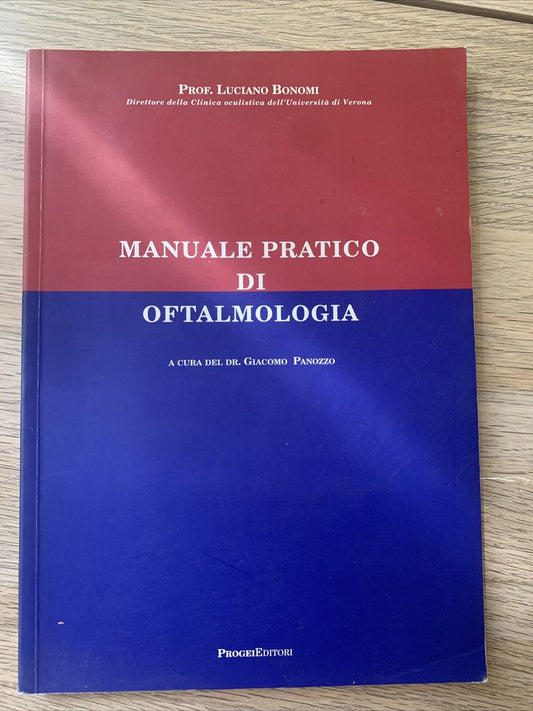 PROF. LUCIANO BONOMI
Direttore della Clinica oculistica dell'Università di Verona
MANUALE PRATICO
DI
OFTALMOLOGIA
A CURA DEL DR. GIACOMO PANOZZO
PROGEIEDITORI